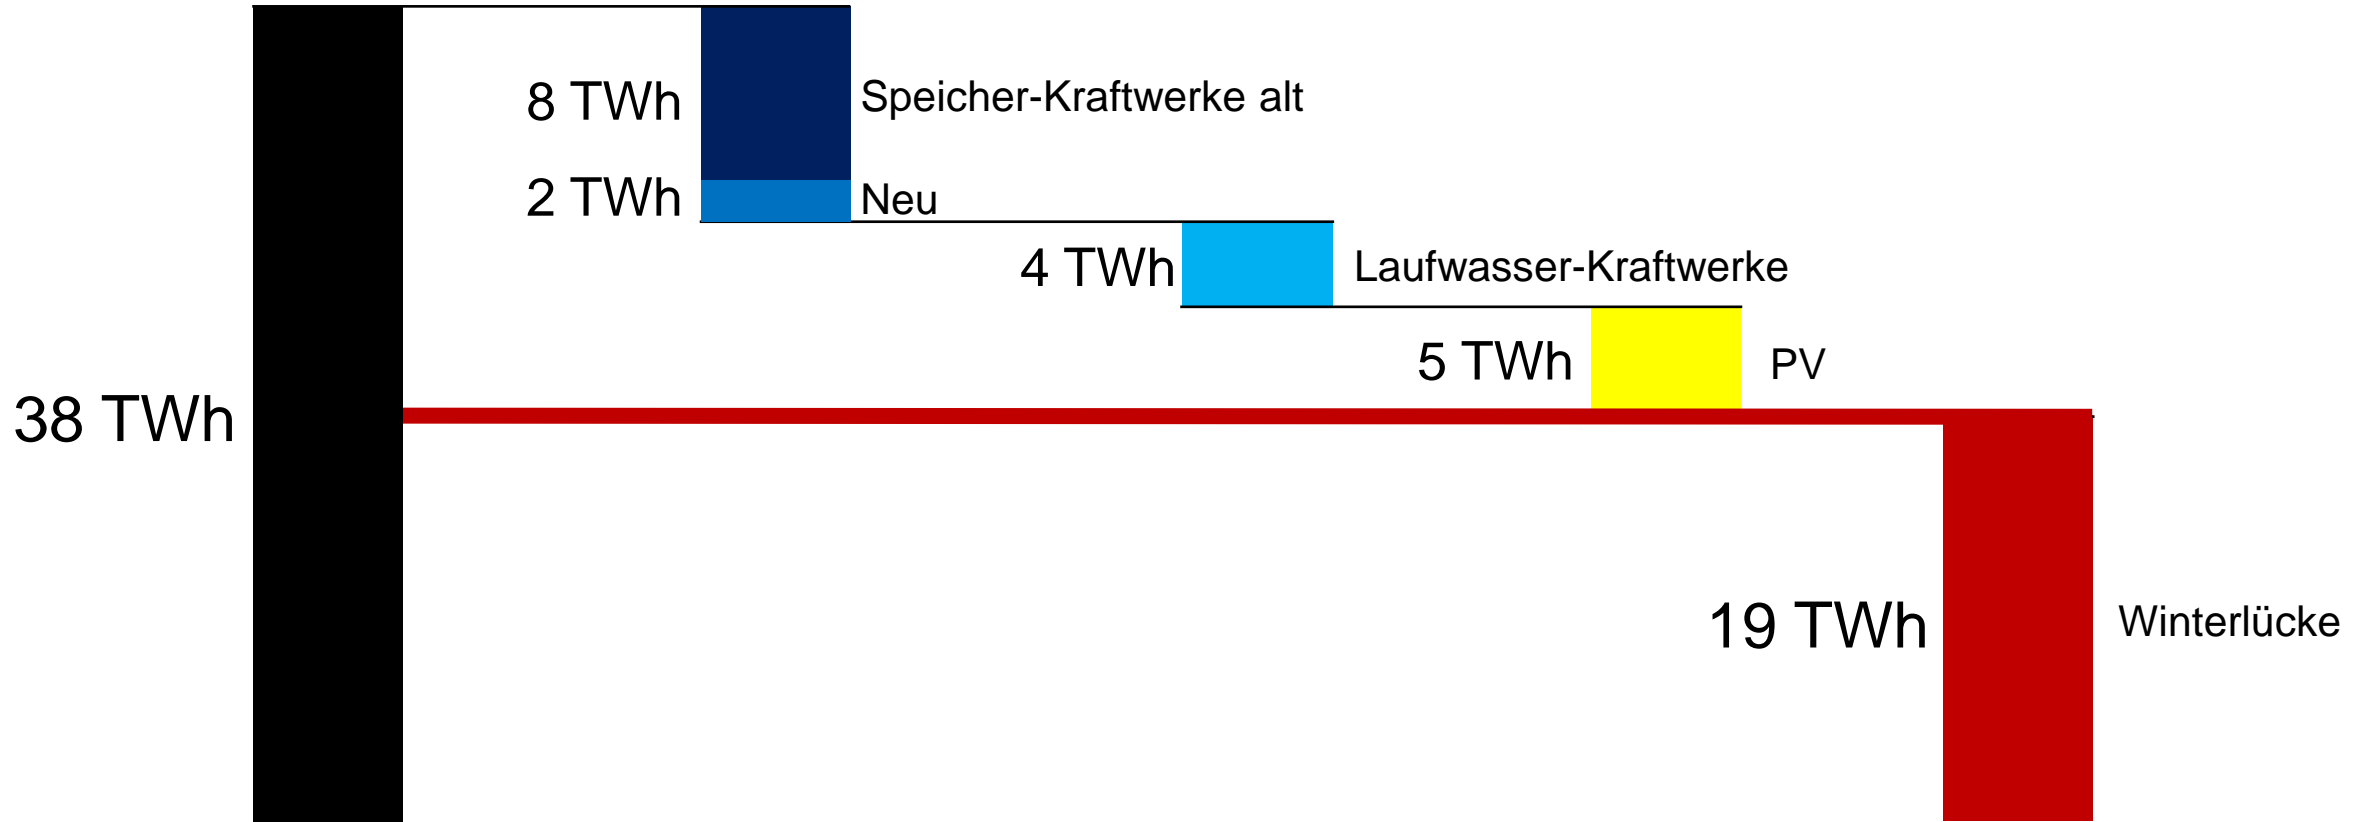 8 TWh
Speicher-Kraftwerke alt
2 TWh
Neu
4 TWh
Laufwasser-Kraftwerke
5 TWh
PV
38 TWh
19 TWh
Winterlücke